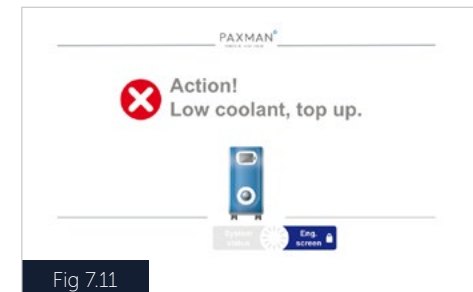 PAXMAN
Action!
Low coolant, top up.
System
status
Eng.
screen
Fig 7.11